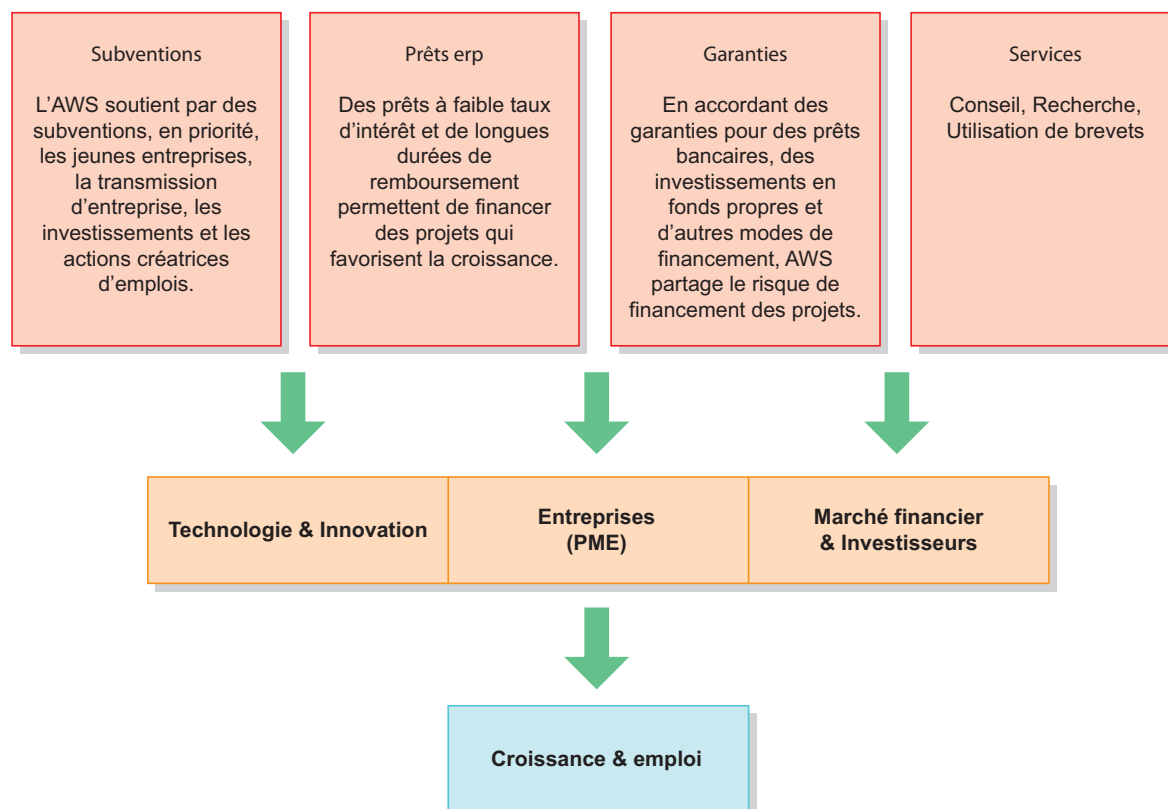 Subventions
L’AWS soutient par des
subventions, en priorité,
les jeunes entreprises,
la transmission
d’entreprise, les
investissements et les
actions créatrices
d’emplois.
Prêts erp
Des prêts à faible taux
d’intérêt et de longues
durées de
remboursement
permettent de financer
des projets qui
favorisent la croissance.
Garanties
En accordant des
garanties pour des prêts
bancaires, des
investissements en
fonds propres et
d’autres modes de
financement, AWS
partage le risque de
financement des projets.
Services
Conseil, Recherche,
Utilisation de brevets
Technologie & Innovation
Entreprises
(PME)
Marché financier
& Investisseurs
Croissance & emploi